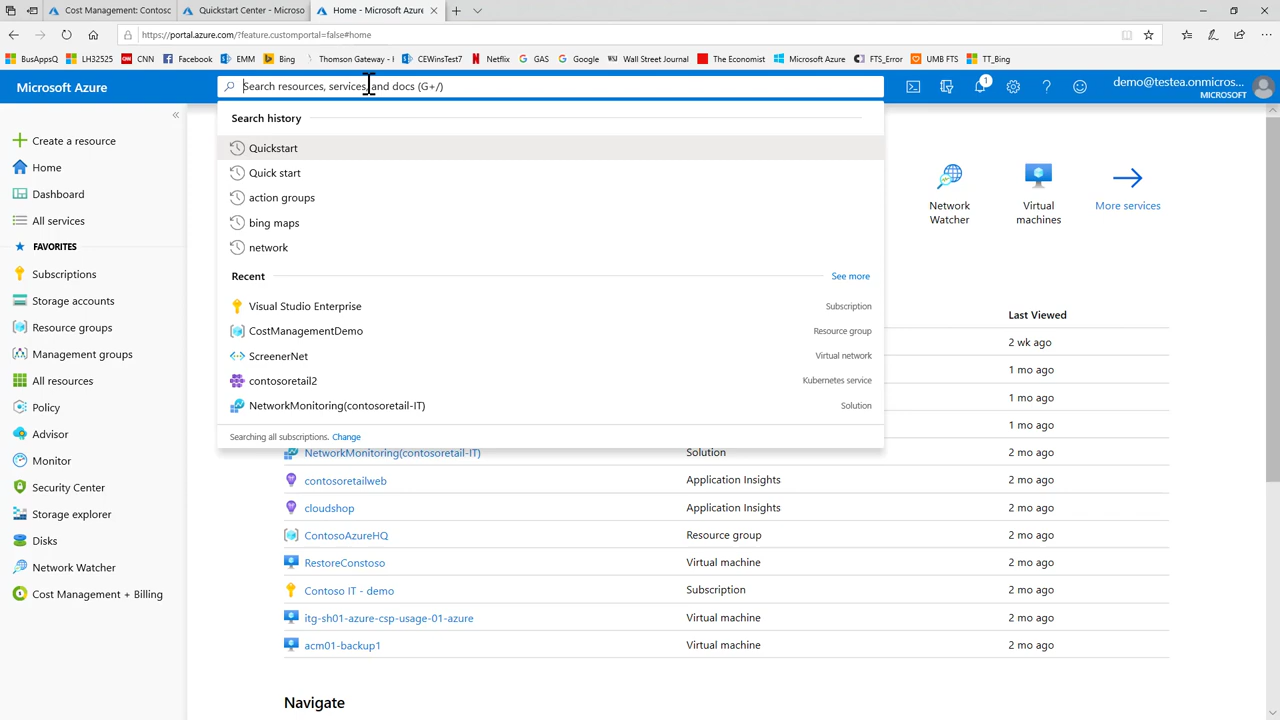 Cost Management: Contosc
Quickstart Center - Microso
Home - Microsoft Azure
https://portal.azure.com/?feature.customportal=false#home
BusAppsQ
LH32525
CNN
Facebook
EMM
Bing
Thomson Gateway - H
CEWinsTest7
Netflix
GAS
Google
Wall Street Journal
The Economist
Microsoft Azure
FTS_Error
UMB FTS
TT_Bing
Microsoft Azure
Search resources, services, and docs (G+/)
1
demo@testea.onmicros...
MICROSOFT
Create a resource
Home
Dashboard
All services
FAVORITES
Subscriptions
Storage accounts
Resource groups
Management groups
All resources
Policy
Advisor
Monitor
Security Center
Storage explorer
Disks
Network Watcher
Cost Management + Billing
Search history
Quickstart
Quick start
action groups
bing maps
network
Recent
See more
Visual Studio Enterprise
Subscription
CostManagementDemo
Resource group
ScreenerNet
Virtual network
contosoretail2
Kubernetes service
NetworkMonitoring(contosoretail-IT)
Solution
Searching all subscriptions. Change
Network Watcher
Virtual machines
More services
Last Viewed
2 wk ago
1 mo ago
1 mo ago
1 mo ago
NetworkMonitoring(contosoretail-IT) Solution 2 mo ago
contosoretailweb Application Insights 2 mo ago
cloudshop Application Insights 2 mo ago
ContosoAzureHQ Resource group 2 mo ago
RestoreConstoso Virtual machine 2 mo ago
Contoso IT - demo Subscription 2 mo ago
itg-sh01-azure-csp-usage-01-azure Virtual machine 2 mo ago
acm01-backup1 Virtual machine 2 mo ago
Navigate